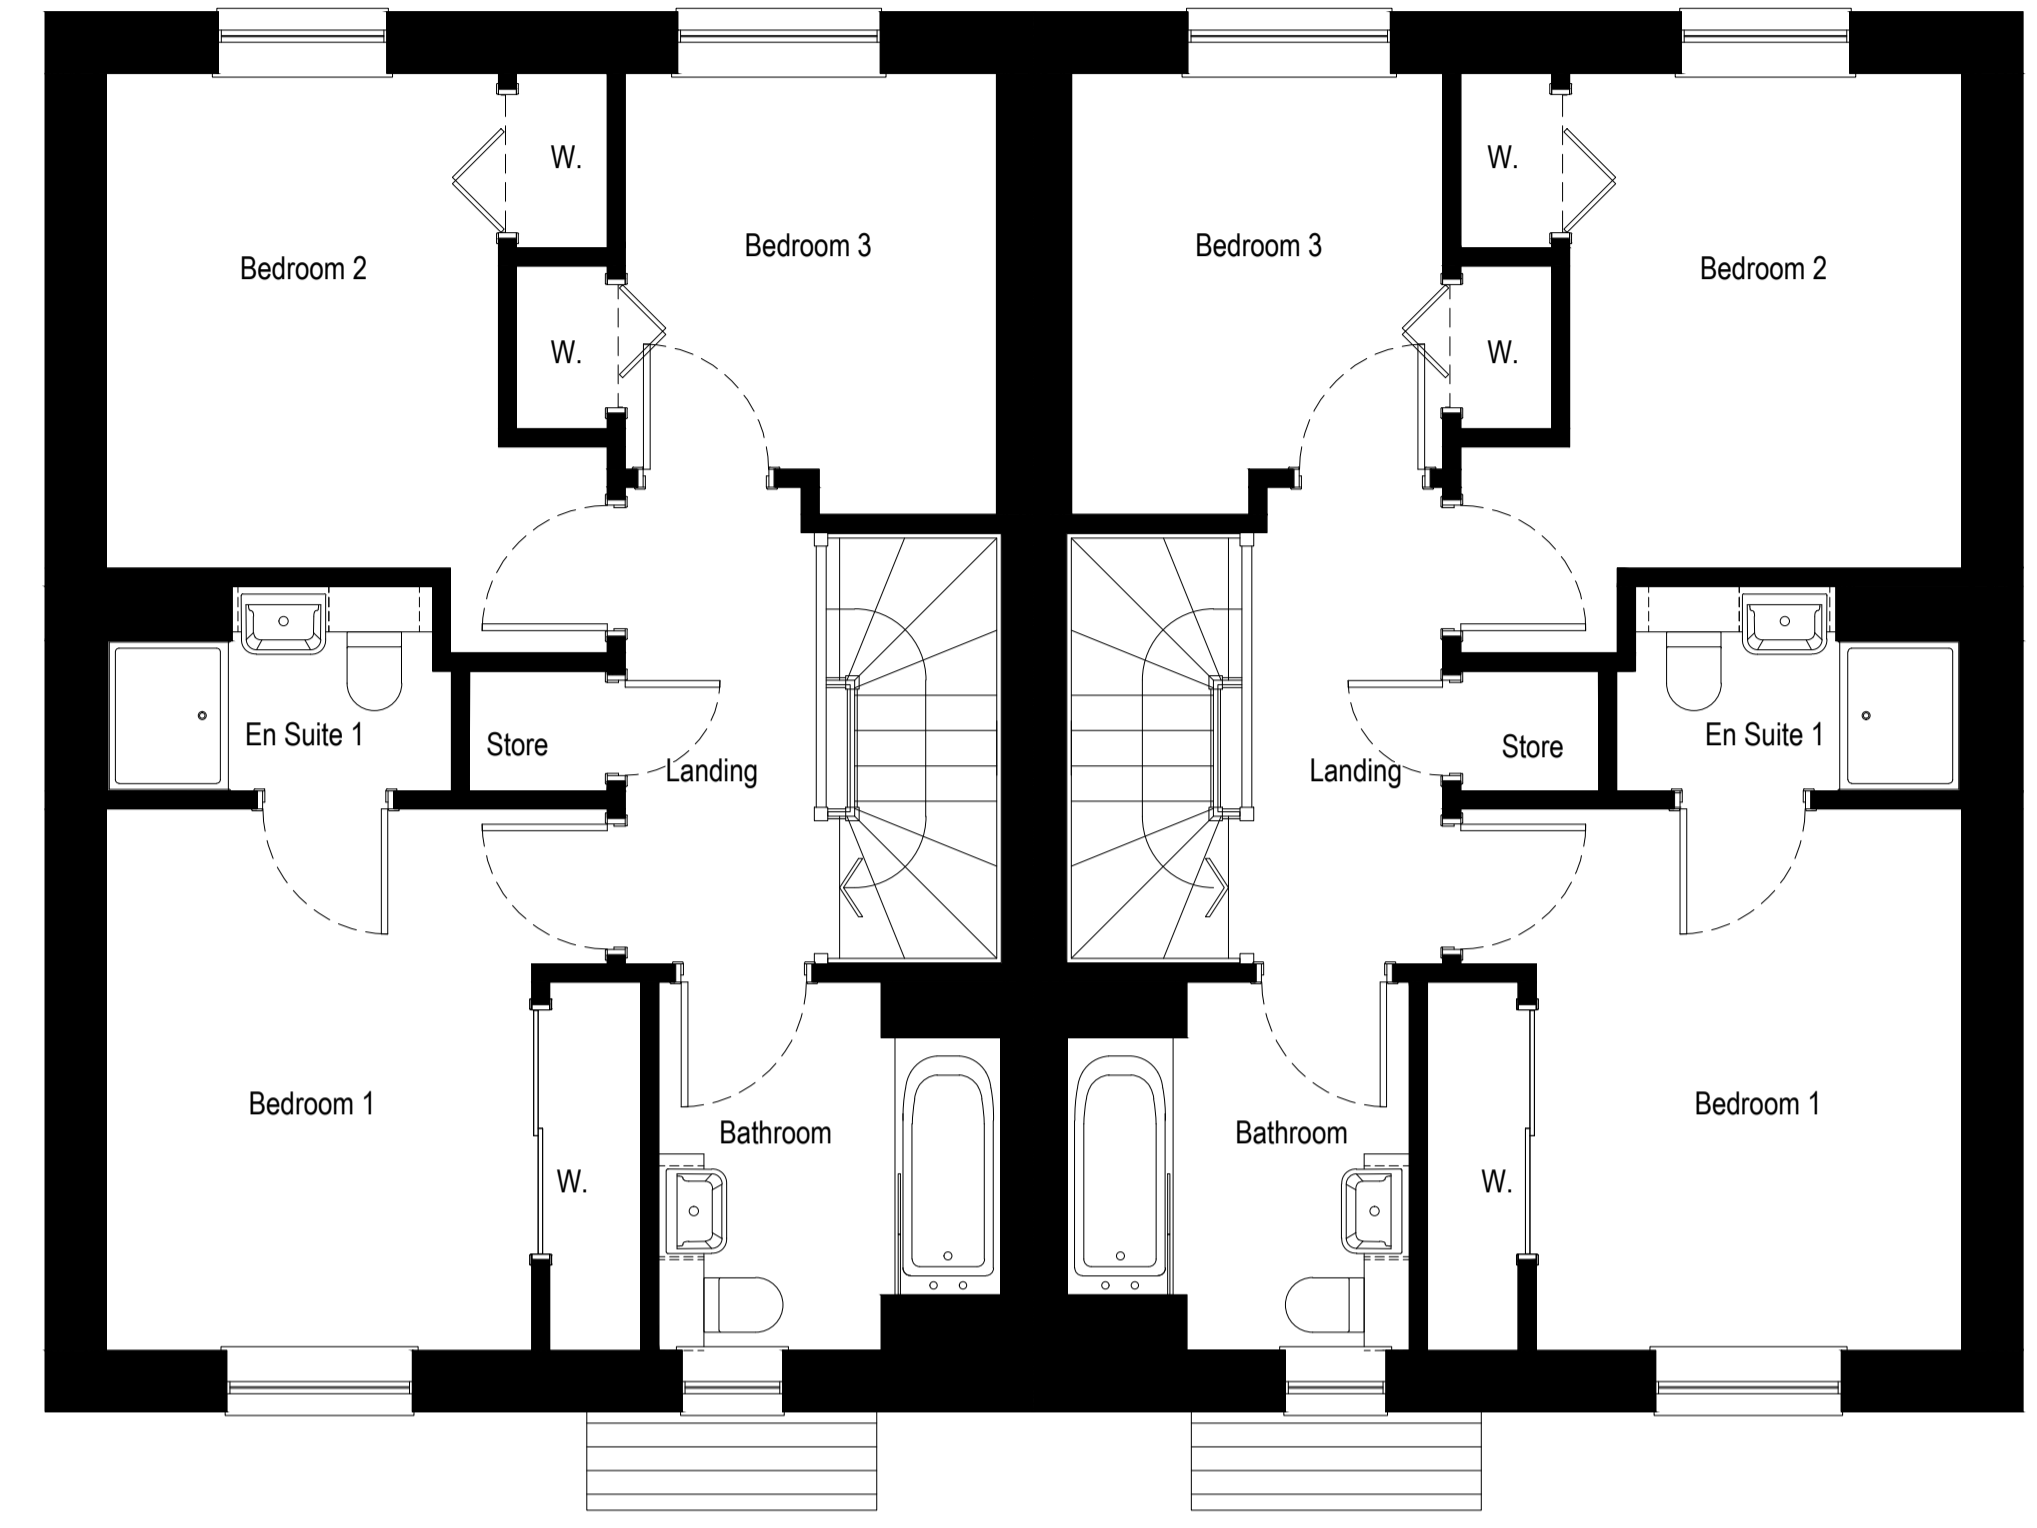 W.
W.
Bedroom 3
Bedroom 3
Bedroom 2
Bedroom 2
W.
W.
En Suite 1
En Suite 1
Store
Store
Landing
Landing
Bedroom 1
Bedroom 1
Bathroom
Bathroom
W.
W.